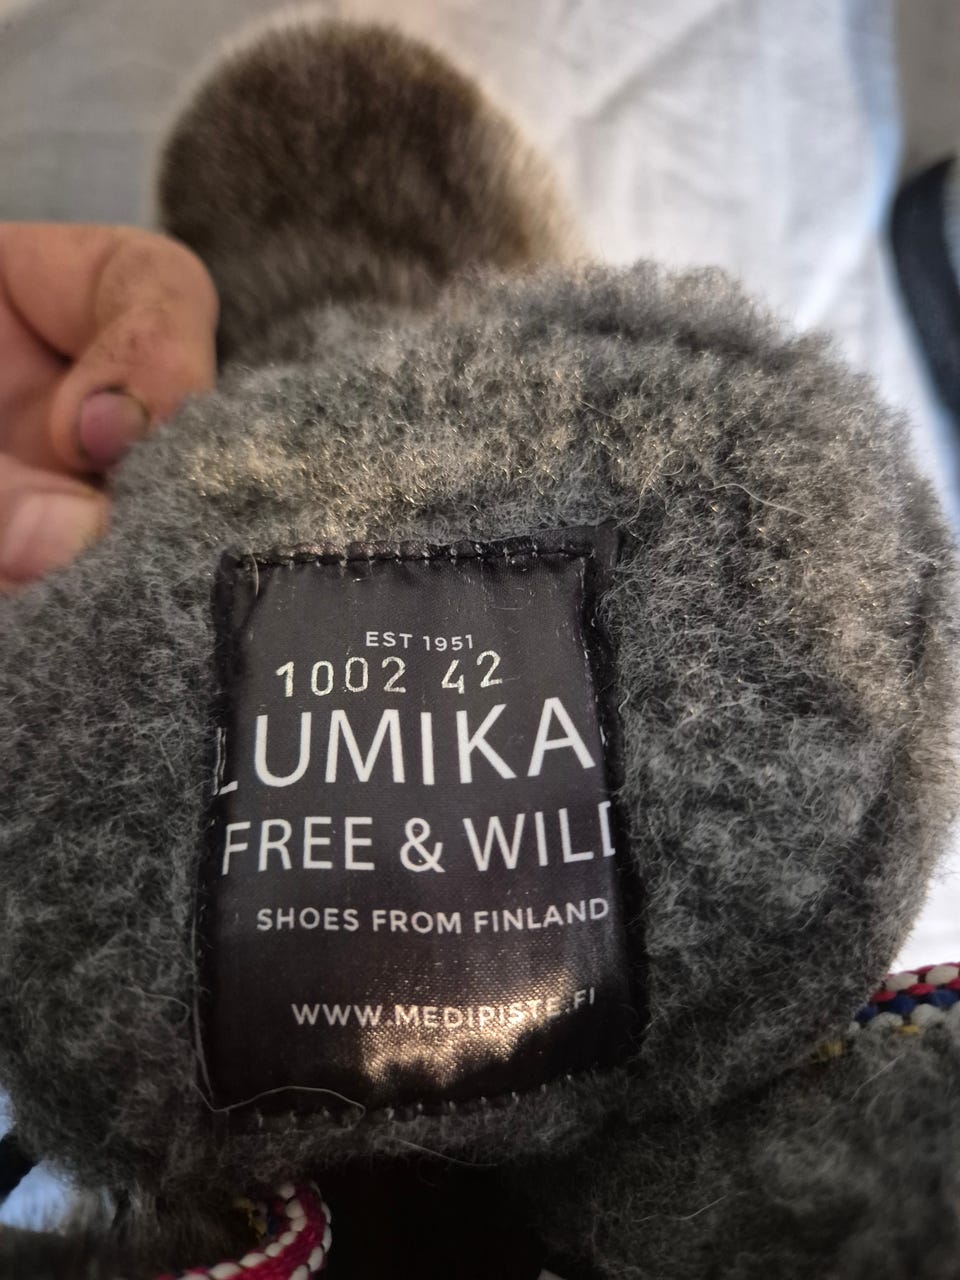 EST 1951
1002 42
LUMIKA
FREE & WILD
SHOES FROM FINLAND
WWW.MEDIPISTE.FI